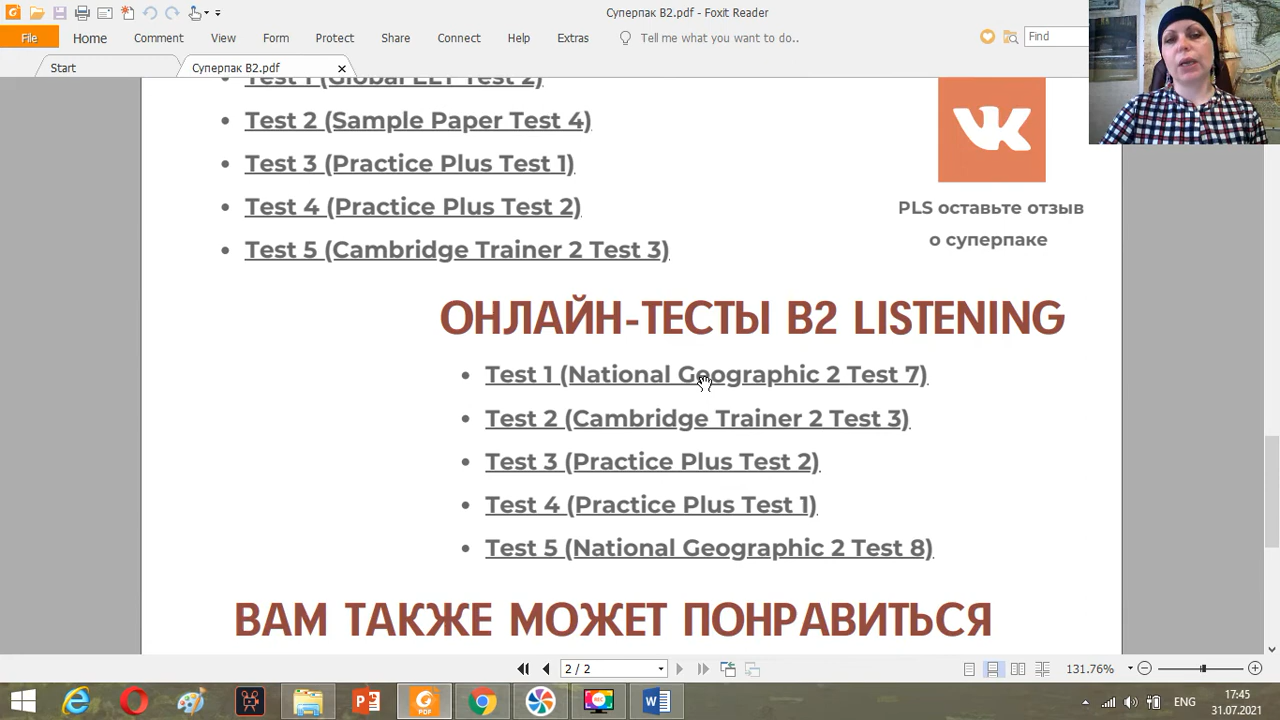 Суперпак B2.pdf - Foxit Reader
File Home Comment View Form Protect Share Connect Help Extras Tell me what you want to do.. Find
Start Суперпак B2.pdf
Test 1 (Global ELT Test 2)
Test 2 (Sample Paper Test 4)
Test 3 (Practice Plus Test 1)
Test 4 (Practice Plus Test 2)
Test 5 (Cambridge Trainer 2 Test 3)
PLS оставьте отзыв
о суперпаке
ОНЛАЙН-ТЕСТЫ B2 LISTENING
Test 1 (National Geographic 2 Test 7)
Test 2 (Cambridge Trainer 2 Test 3)
Test 3 (Practice Plus Test 2)
Test 4 (Practice Plus Test 1)
Test 5 (National Geographic 2 Test 8)
ВАМ ТАКЖЕ МОЖЕТ ПОНРАВИТЬСЯ
2 / 2 131.76%
PDF REC ENG 17:45
31.07.2021